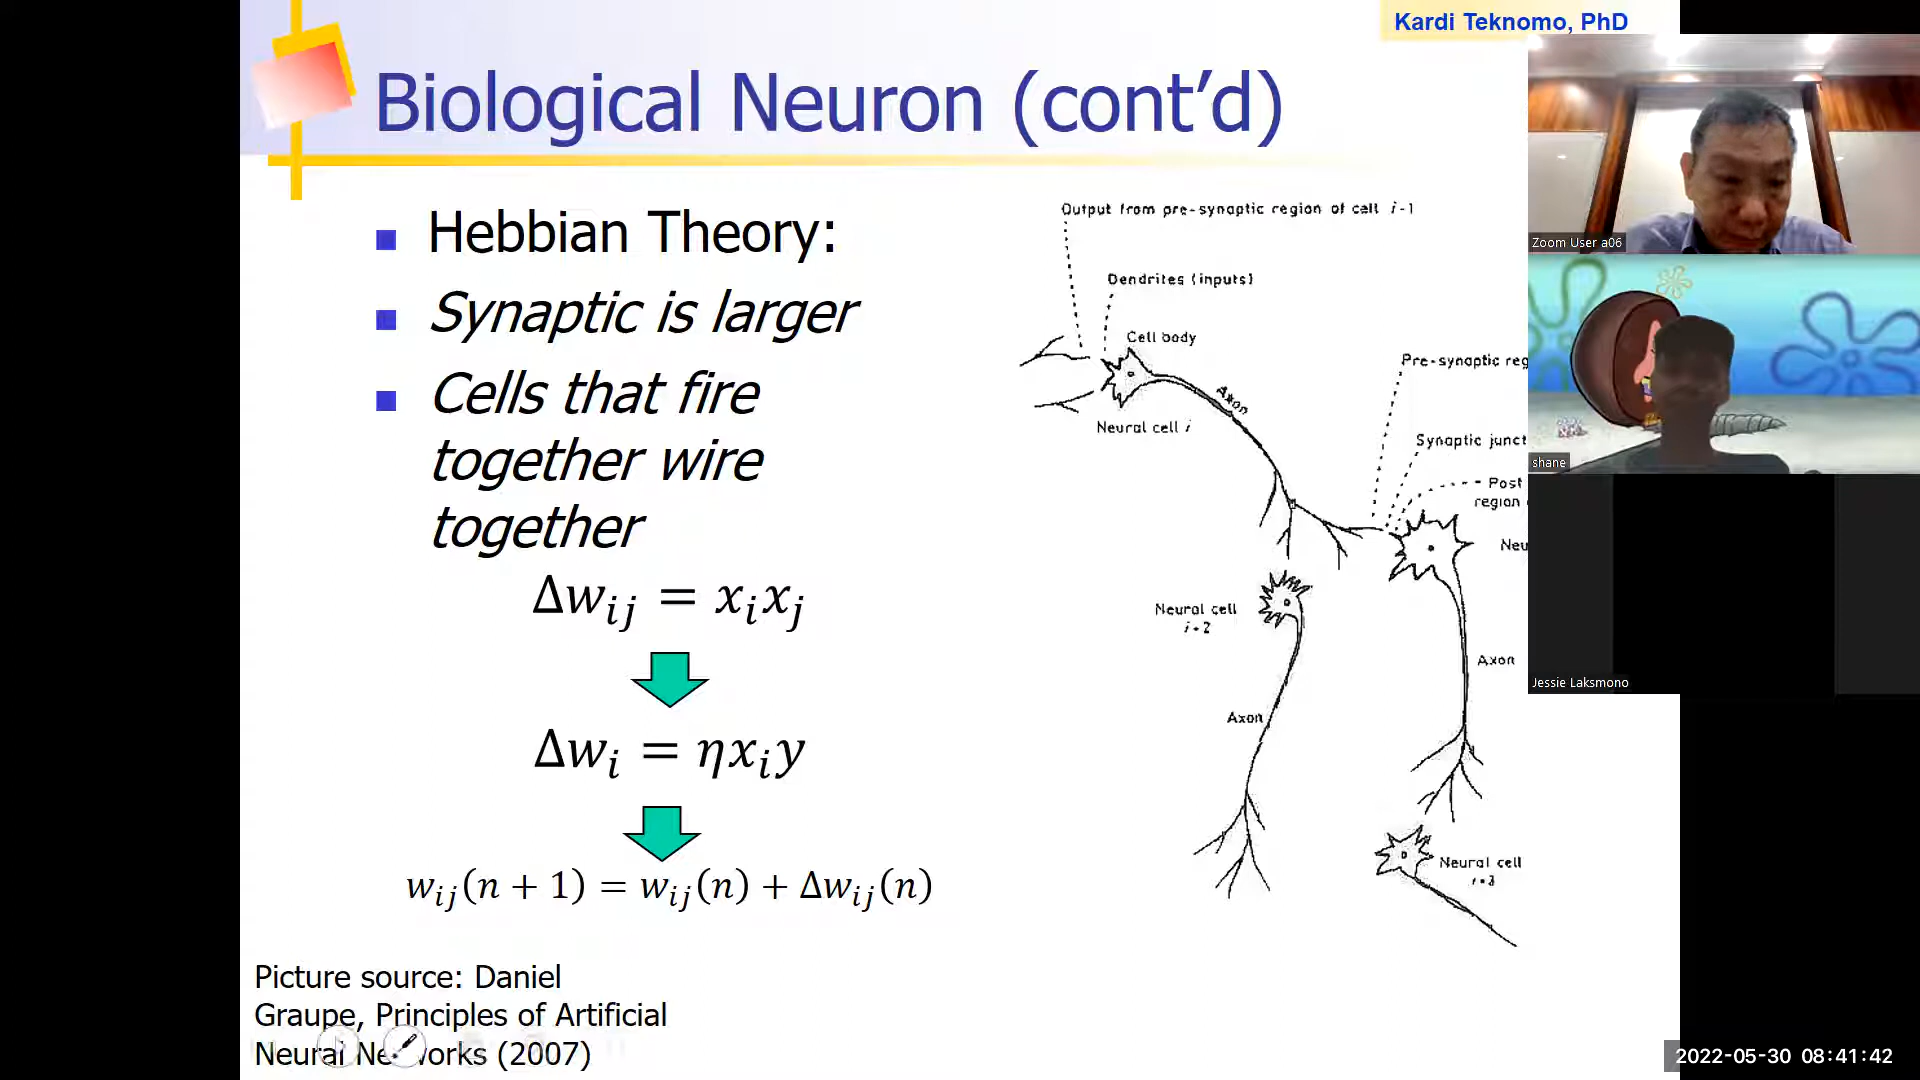 Kardi Teknomo, PhD
Biological Neuron (cont'd)
Hebbian Theory:
Synaptic is larger
Cells that fire
together wire
together
Δw_ij = x_i x_j
Δw_i = ηx_i y
w_ij(n + 1) = w_ij(n) + Δw_ij(n)
Picture source: Daniel
Graupe, Principles of Artificial
Neural Networks (2007)
Output from pre-synaptic region of cell i-1
Dendrites (inputs)
Cell body
Axon
Neural cell i
Pre-synaptic reg
Synaptic junct
Post
region
Neu
Neural cell
i+2
Axon
Axon
Neural cell
Zoom User a06
shane
Jessie Laksmono
2022-05-30 08:41:42